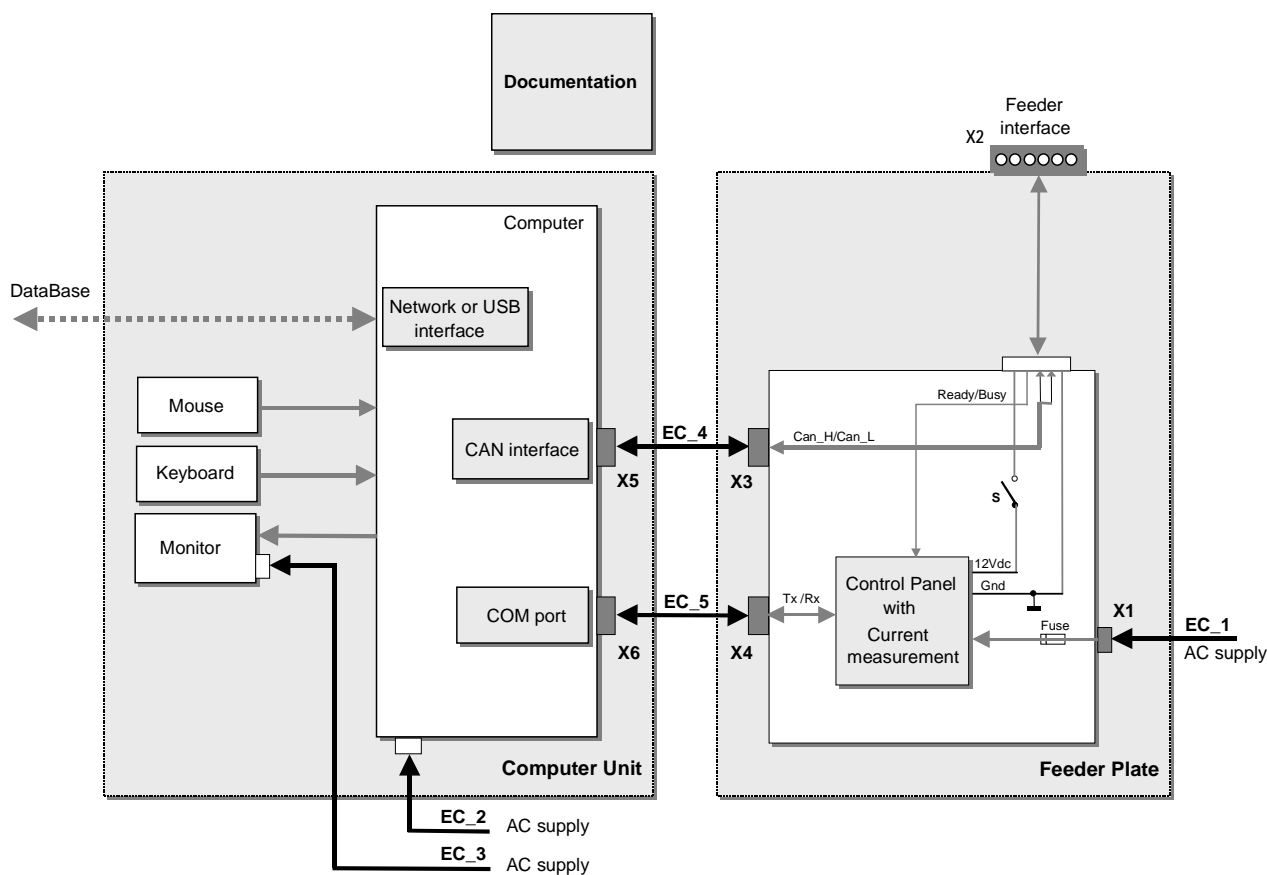 Documentation
Feeder
interface
X2
Computer
DataBase
Network or USB
interface
Mouse
Keyboard
Monitor
CAN interface
COM port
X5
X6
EC_4
EC_5
X3
X4
Ready/Busy
Can_H/Can_L
S
12Vdc
Gnd
Tx /Rx
Control Panel
with
Current
measurement
Fuse
X1
EC_1
AC supply
Computer Unit
Feeder Plate
EC_2
AC supply
EC_3
AC supply